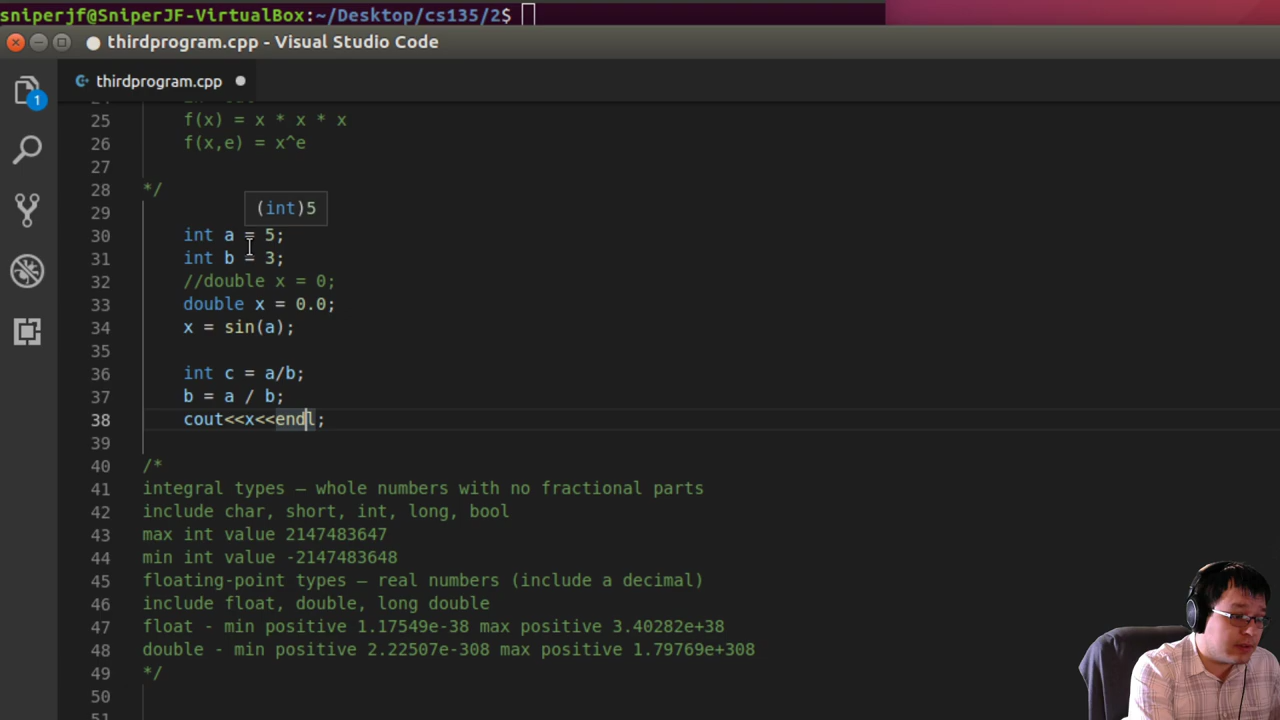 sniperjf@SniperJF-VirtualBox:~/Desktop/cs135/2$
thirdprogram.cpp - Visual Studio Code
thirdprogram.cpp
1
25 f(x) = x * x * x
26 f(x,e) = x^e
27
28 */
(int)5
29
30 int a = 5;
31 int b = 3;
32 //double x = 0;
33 double x = 0.0;
34 x = sin(a);
35
36 int c = a/b;
37 b = a / b;
38 cout<<x<<endl;
39
40 /*
41 integral types – whole numbers with no fractional parts
42 include char, short, int, long, bool
43 max int value 2147483647
44 min int value -2147483648
45 floating-point types – real numbers (include a decimal)
46 include float, double, long double
47 float - min positive 1.17549e-38 max positive 3.40282e+38
48 double - min positive 2.22507e-308 max positive 1.79769e+308
49 */
50
51